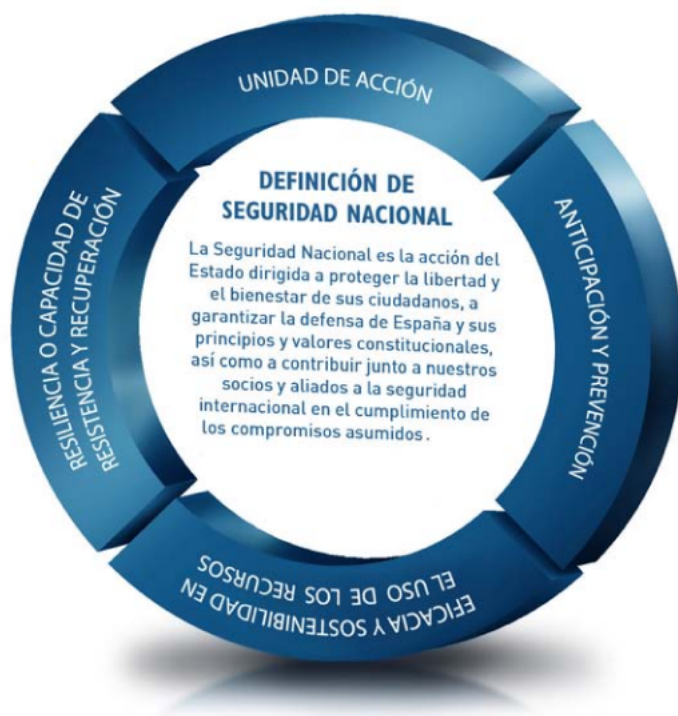 UNIDAD DE ACCIÓN
ANTICIPACIÓN Y PREVENCIÓN
EFICACIA Y SOSTENIBILIDAD EN
EL USO DE LOS RECURSOS
RESILIENCIA O CAPACIDAD DE
RESISTENCIA Y RECUPERACIÓN
DEFINICIÓN DE
SEGURIDAD NACIONAL
La Seguridad Nacional es la acción del
Estado dirigida a proteger la libertad y
el bienestar de sus ciudadanos, a
garantizar la defensa de España y sus
principios y valores constitucionales,
así como a contribuir junto a nuestros
socios y aliados a la seguridad
internacional en el cumplimiento de
los compromisos asumidos.